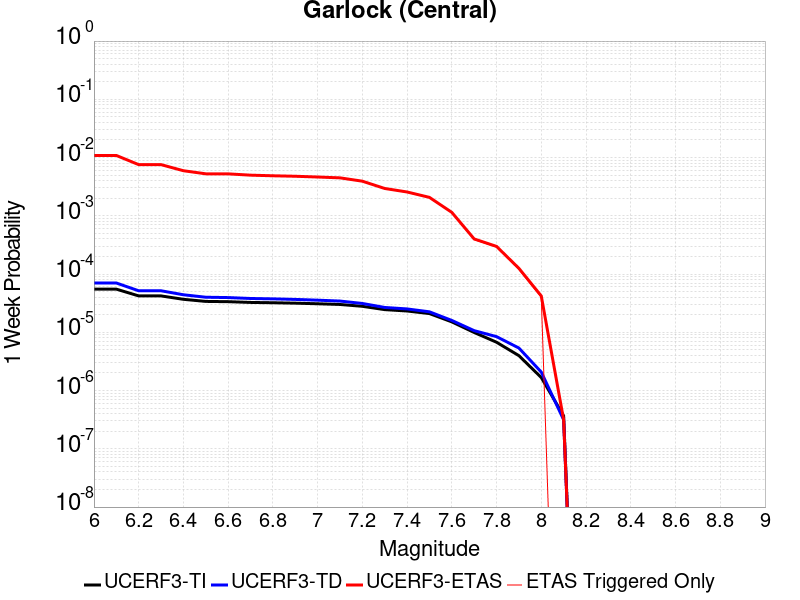 Garlock (Central)
10^0
10^-1
10^-2
10^-3
10^-4
10^-5
10^-6
10^-7
10^-8
1 Week Probability
6 6.2 6.4 6.6 6.8 7 7.2 7.4 7.6 7.8 8 8.2 8.4 8.6 8.8 9
Magnitude
UCERF3-TI UCERF3-TD UCERF3-ETAS ETAS Triggered Only